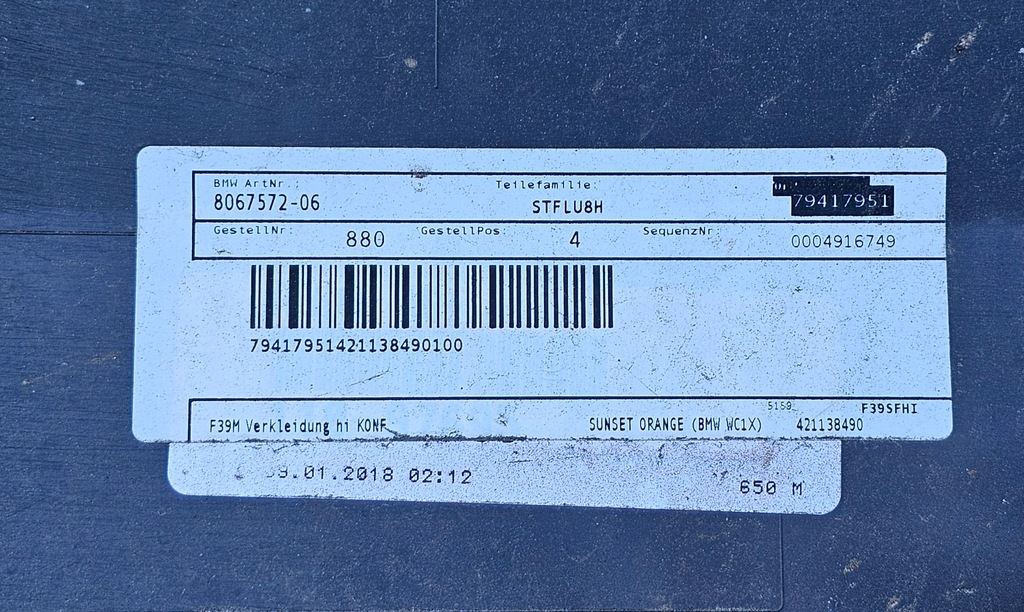 BMW ArtNr.: Teilefamilie:
8067572-06 STFLU8H 79417951
GestellNr: 880 GestellPos: 4 SequenzNr: 0004916749
79417951421138490100
5159 F39SFHI
F39M Verkleidung hi KONF SUNSET ORANGE (BMW WC1X) 421138490
.01.2018 02:12
650 M